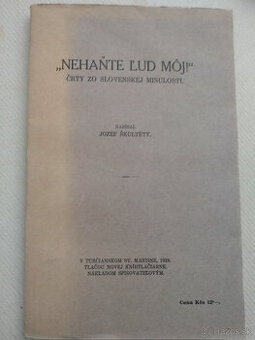 „NEHAŇTE ĽUD MÔJ!“
ČRTY ZO SLOVENSKEJ MINULOSTI.
NAPÍSAL
JOZEF ŠKULTÉTY.
V TURČIANSKOM SV. MARTINE, 1928.
TLAČOU NOVEJ KNÍHTLAČIARNE.
NÁKLADOM SPISOVATEĽOVÝM.
Cena Kčs 12·—.